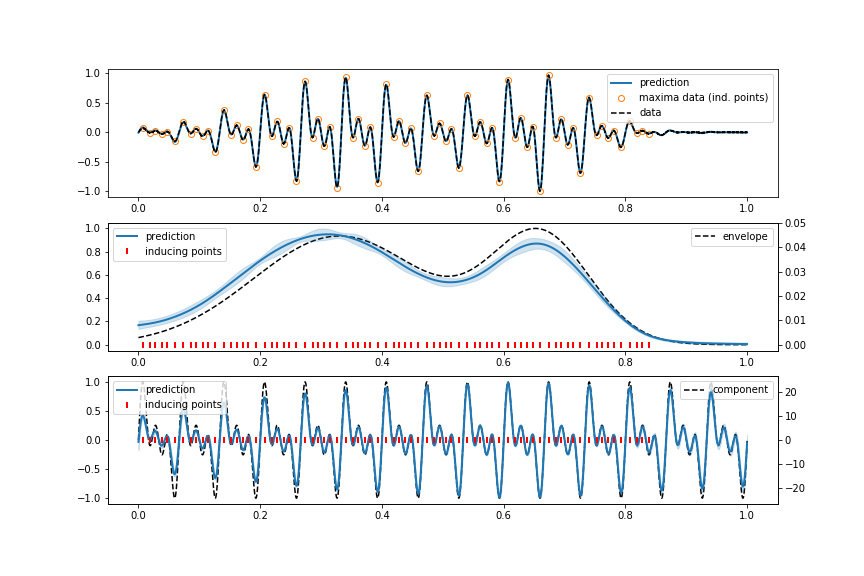 1.0
0.5
0.0
−0.5
−1.0
prediction
maxima data (ind. points)
data
0.0 0.2 0.4 0.6 0.8 1.0
1.0
0.8
0.6
0.4
0.2
0.0
prediction
inducing points
envelope
0.05
0.04
0.03
0.02
0.01
0.00
0.0 0.2 0.4 0.6 0.8 1.0
1.0
0.5
0.0
−0.5
−1.0
prediction
inducing points
component
20
10
0
−10
−20
0.0 0.2 0.4 0.6 0.8 1.0